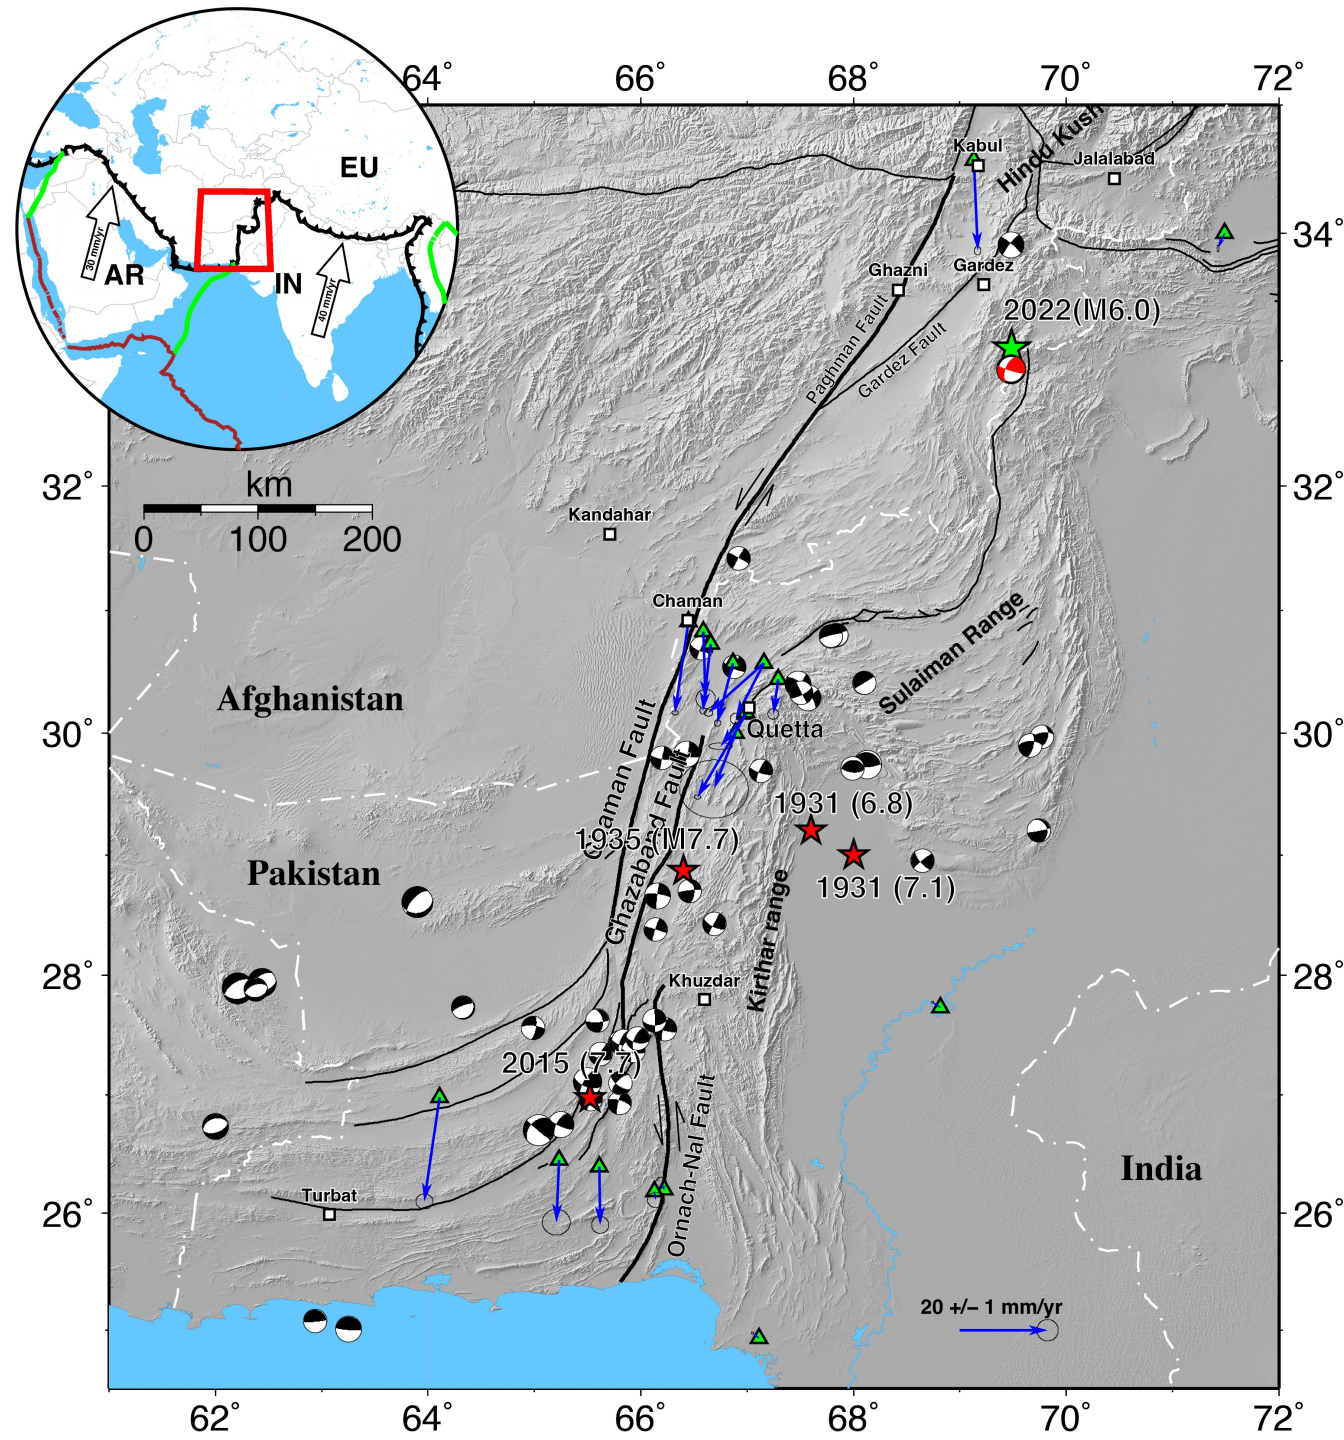 64° 66° 68° 70° 72°
EU
AR
IN
30 mm/yr
40 mm/yr
Kabul
Hindu Kush
Jalalabad
34°
Ghazni
Gardez
2022(M6.0)
Paghman Fault
Gardez Fault
km
0 100 200
32° 32°
Kandahar
Chaman
Sulaiman Range
Afghanistan
Chaman Fault
Quetta
30° 30°
Ghazaband Fault
1931 (6.8)
1935 (M7.7)
Pakistan
1931 (7.1)
Kirthar range
28° 28°
Khuzdar
2015 (7.7)
Ornach-Nal Fault
India
Turbat
26° 26°
20 +/− 1 mm/yr
62° 64° 66° 68° 70° 72°